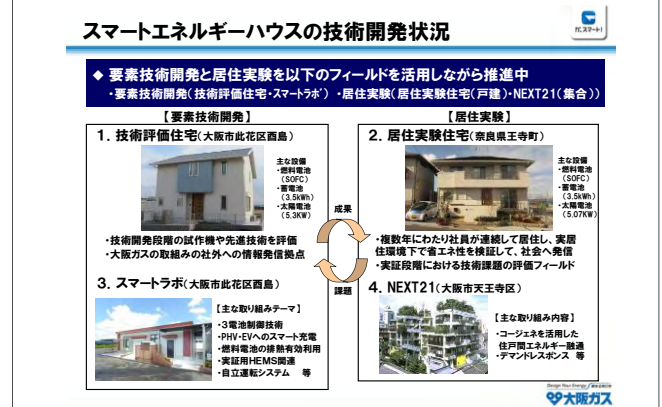 スマートエネルギーハウスの技術開発状況
ガ、スマート!
◆ 要素技術開発と居住実験を以下のフィールドを活用しながら推進中
・要素技術開発(技術評価住宅・スマートラボ) ・居住実験(居住実験住宅(戸建)・NEXT21(集合))
【要素技術開発】
1. 技術評価住宅(大阪市此花区酉島)
主な設備
・燃料電池
(SOFC)
・蓄電池
(3.5kWh)
・太陽電池
(5.3KW)
・技術開発段階の試作機や先進技術を評価
・大阪ガスの取組みの社外への情報発信拠点
3. スマートラボ(大阪市此花区酉島)
【主な取り組みテーマ】
・3電池制御技術
・PHV・EVへのスマート充電
・燃料電池の排熱有効利用
・実証用HEMS関連
・自立運転システム 等
成果
課題
【居住実験】
2. 居住実験住宅(奈良県王寺町)
主な設備
・燃料電池
(SOFC)
・蓄電池
(3.5kWh)
・太陽電池
(5.07KW)
・複数年にわたり社員が連続して居住し、実居
住環境下で省エネ性を検証して、社会へ発信
・実証段階における技術課題の評価フィールド
4. NEXT21(大阪市天王寺区)
【主な取り組み内容】
・コージェネを活用した
住戸間エネルギー融通
・デマンドレスポンス 等
Design Your Energy
大阪ガス